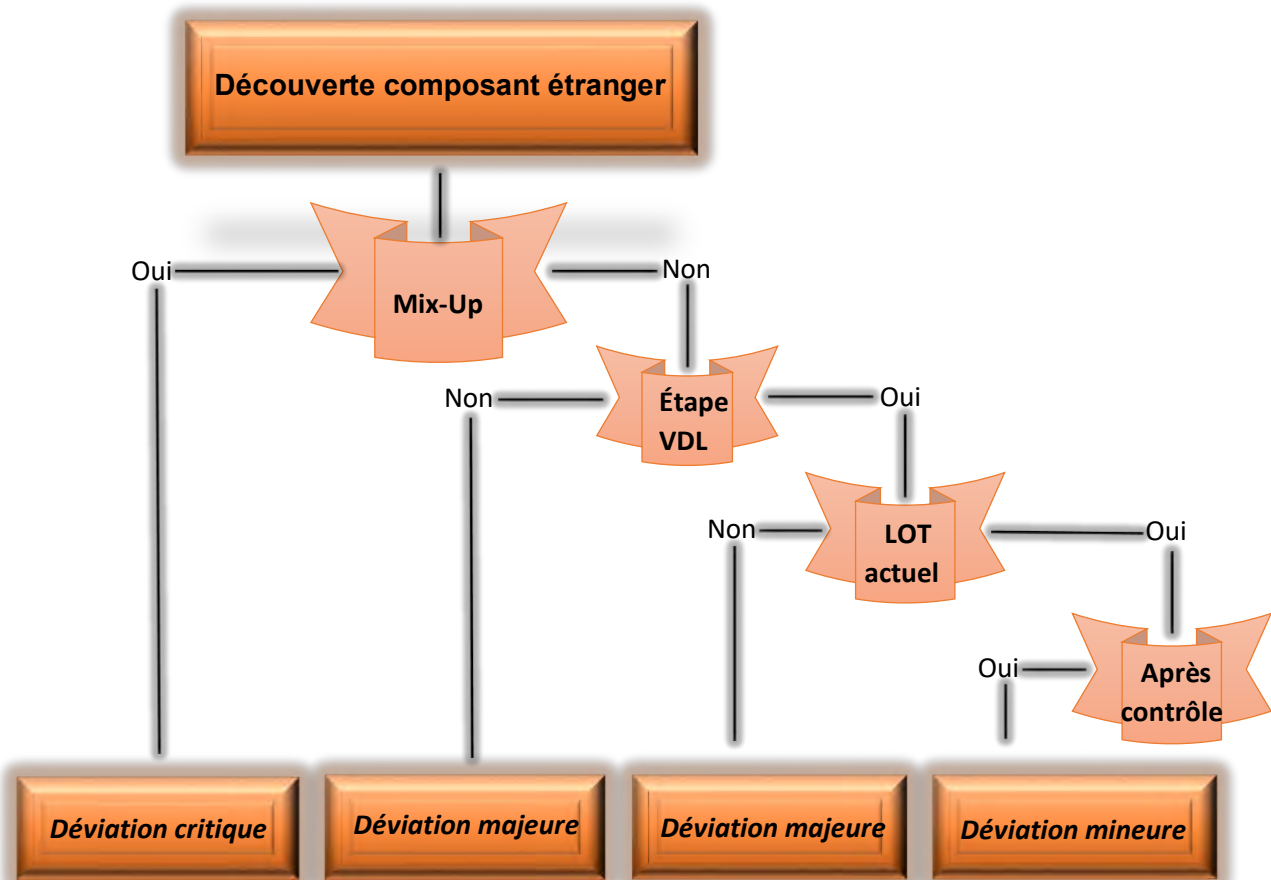 Découverte composant étranger
Oui
Mix-Up
Non
Non
Étape
VDL
Oui
Non
LOT
actuel
Oui
Oui
Après
contrôle
Déviation critique
Déviation majeure
Déviation majeure
Déviation mineure